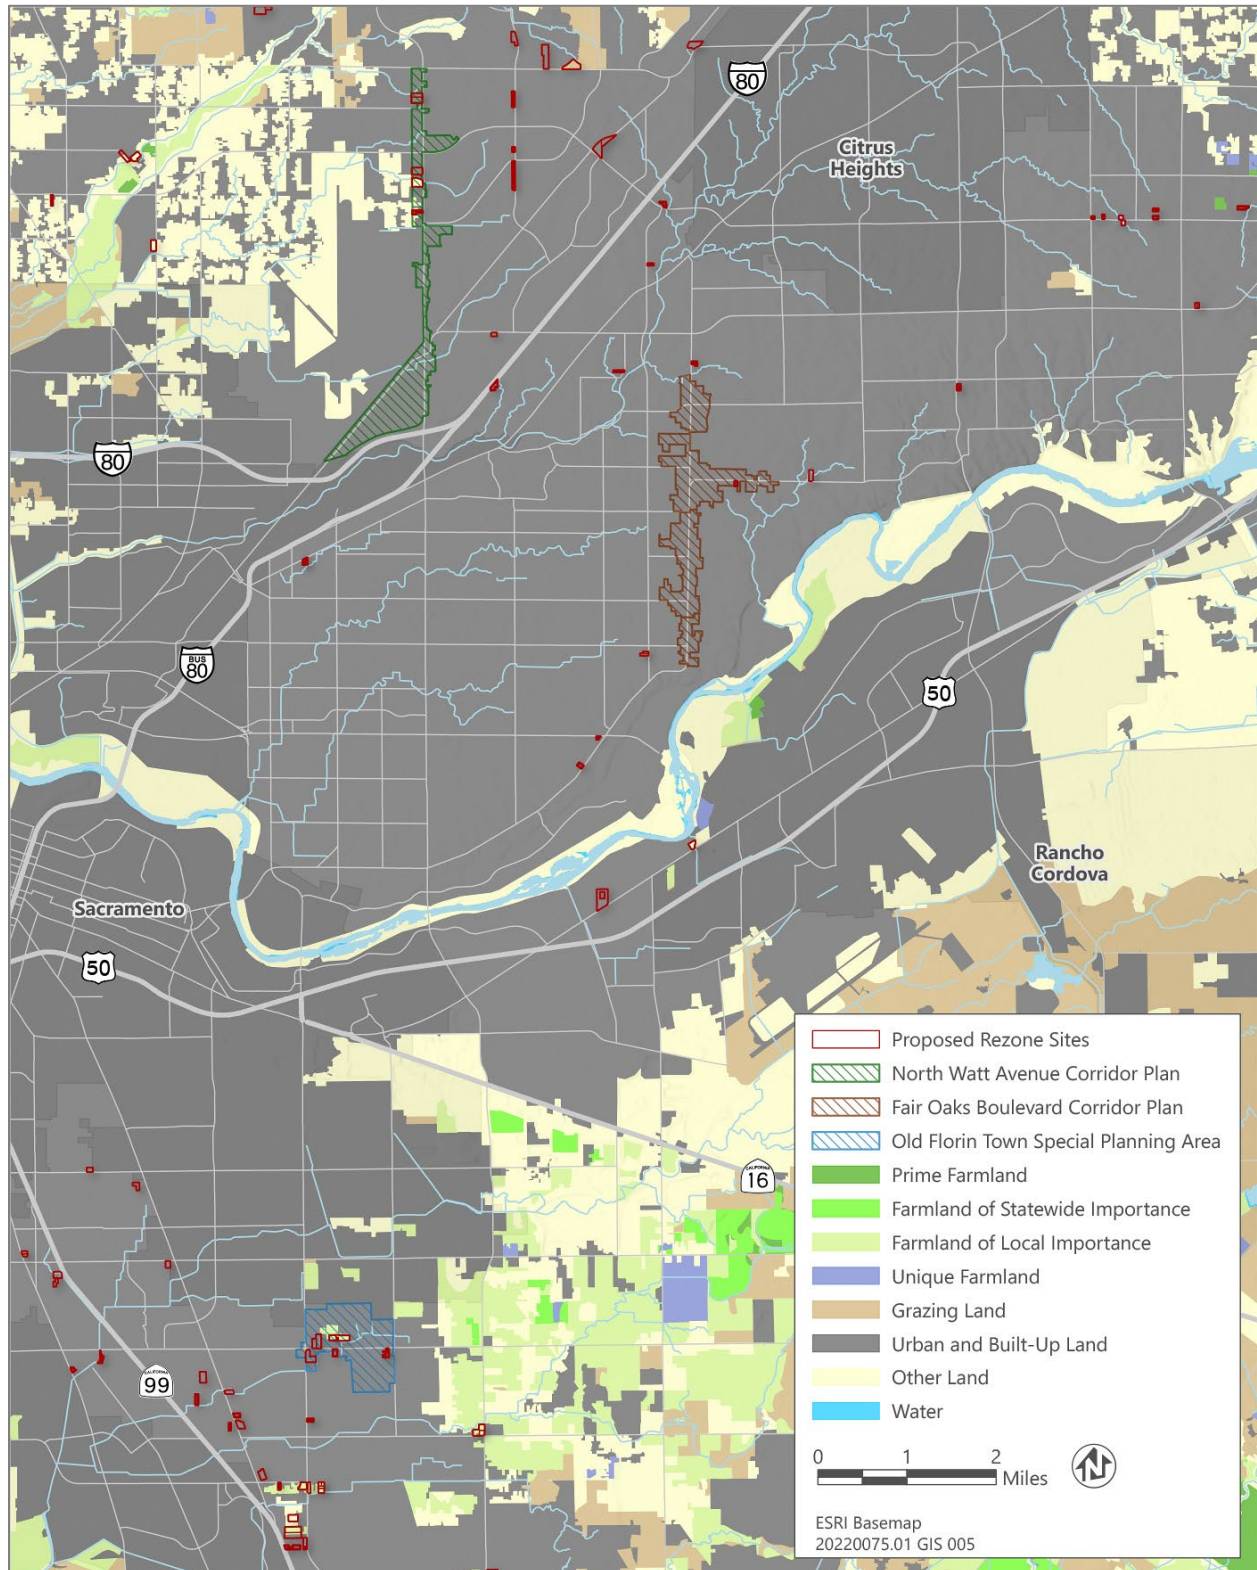 80
Citrus
Heights
80
BUS
80
50
Rancho
Cordova
Sacramento
50
CALIFORNIA
16
CALIFORNIA
99
Proposed Rezone Sites
North Watt Avenue Corridor Plan
Fair Oaks Boulevard Corridor Plan
Old Florin Town Special Planning Area
Prime Farmland
Farmland of Statewide Importance
Farmland of Local Importance
Unique Farmland
Grazing Land
Urban and Built-Up Land
Other Land
Water
0 1 2
Miles
N
ESRI Basemap
20220075.01 GIS 005